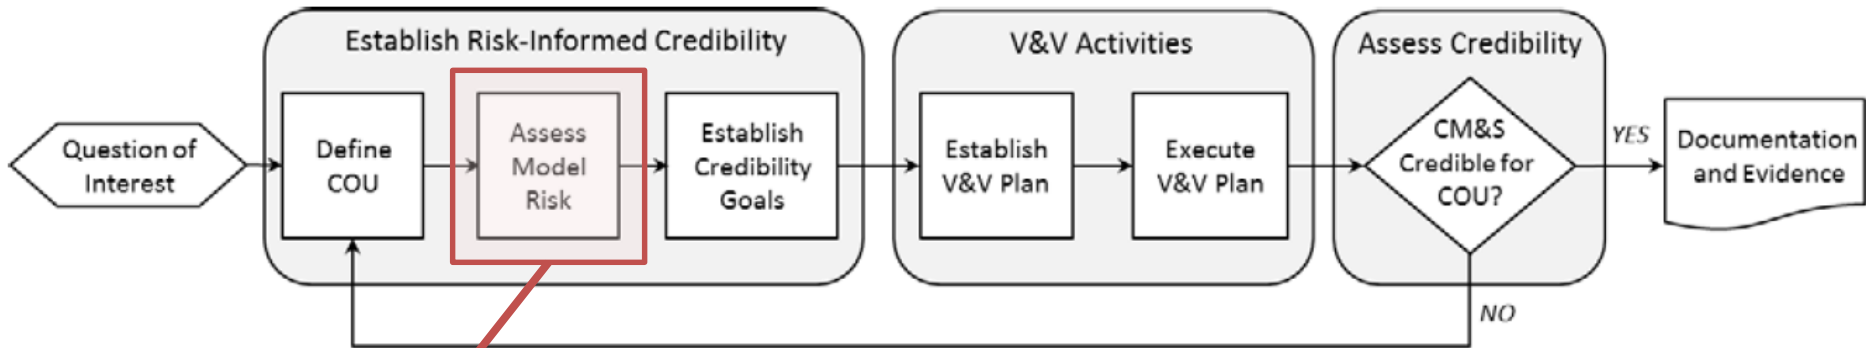 Establish Risk-Informed Credibility
V&V Activities
Assess Credibility
Question of
Interest
Define
COU
Assess
Model
Risk
Establish
Credibility
Goals
Establish
V&V Plan
Execute
V&V Plan
CM&S
Credible for
COU?
YES
Documentation
and Evidence
NO